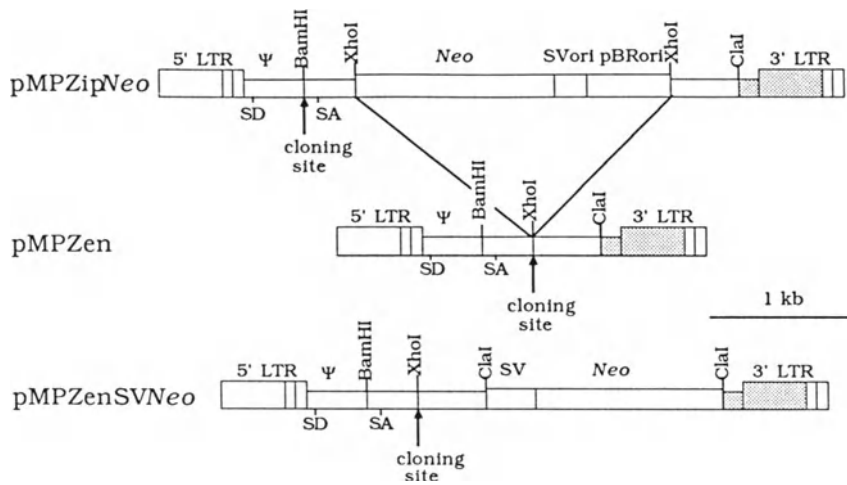 5' LTR Ψ BamHI XhoI Neo SVori pBRori XhoI ClaI 3' LTR
pMPZipNeo
SD SA
cloning
site
5' LTR Ψ BamHI XhoI ClaI 3' LTR
pMPZen
SD SA
cloning
site
1 kb
5' LTR Ψ BamHI XhoI ClaI SV Neo ClaI 3' LTR
pMPZenSVNeo
SD SA
cloning
site